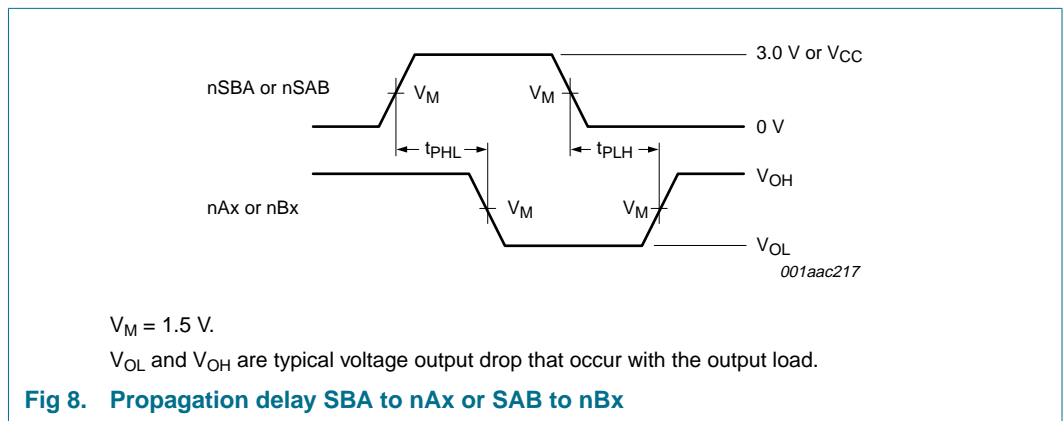 3.0 V or VCC
nSBA or nSAB
VM
VM
0 V
tPHL
tPLH
VOH
nAx or nBx
VM
VM
VOL
001aac217
VM = 1.5 V.
VOL and VOH are typical voltage output drop that occur with the output load.
Fig 8. Propagation delay SBA to nAx or SAB to nBx